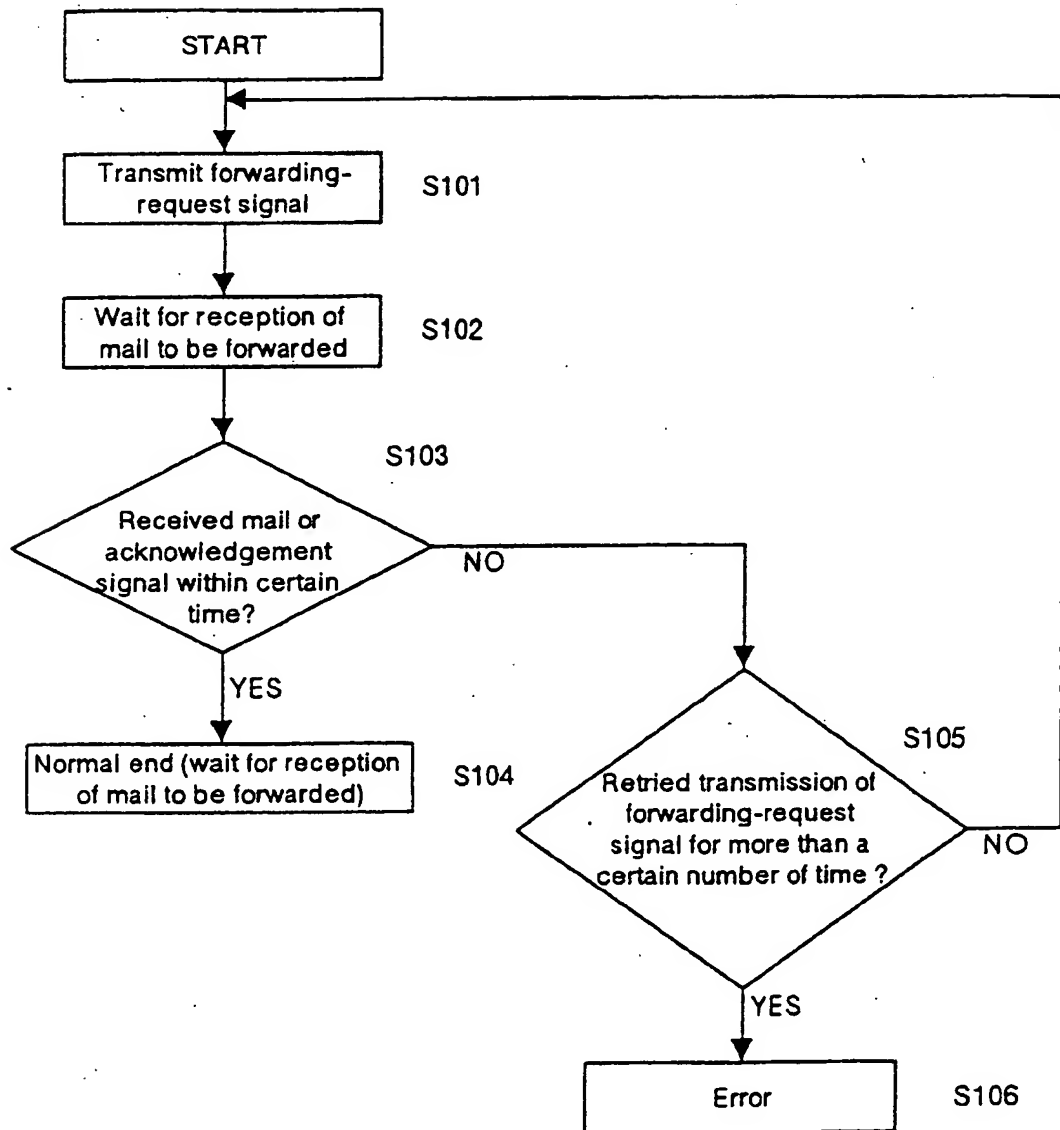 START
Transmit forwarding-
request signal
S101
Wait for reception of
mail to be forwarded
S102
S103
Received mail or
acknowledgement
signal within certain
time?
NO
YES
Normal end (wait for reception
of mail to be forwarded)
S104
S105
Retried transmission of
forwarding-request
signal for more than a
certain number of time ?
NO
YES
Error
S106